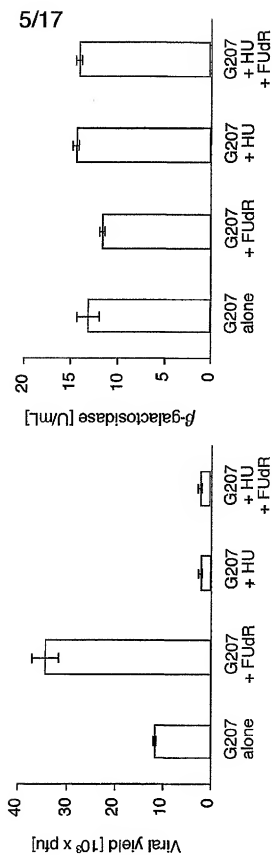 5/17
Viral yield [10³ x pfu]
40
30
20
10
0
G207
alone
G207
+ FUdR
G207
+ HU
G207
+ HU
+ FUdR
β-galactosidase [U/mL]
20
15
10
5
0
G207
alone
G207
+ FUdR
G207
+ HU
G207
+ HU
+ FUdR